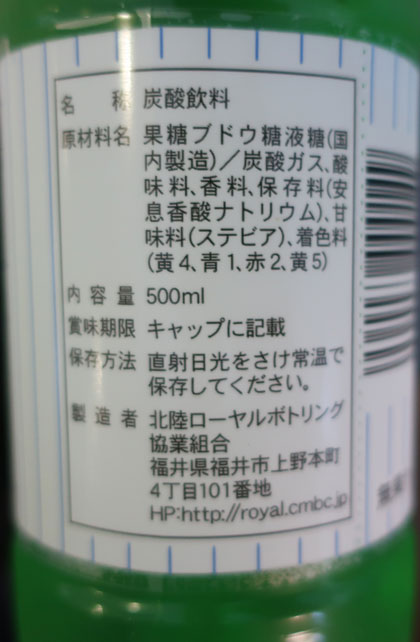 名称 炭酸飲料
原材料名 果糖ブドウ糖液糖(国
内製造)/炭酸ガス、酸
味料、香料、保存料(安
息香酸ナトリウム)、甘
味料(ステビア)、着色料
(黄4、青1、赤2、黄5)
内容量 500ml
賞味期限 キャップに記載
保存方法 直射日光をさけ常温で
保存してください。
製造者 北陸ローヤルボトリング
協業組合
福井県福井市上野本町
4丁目101番地
HP:http://royal.cmbc.jp